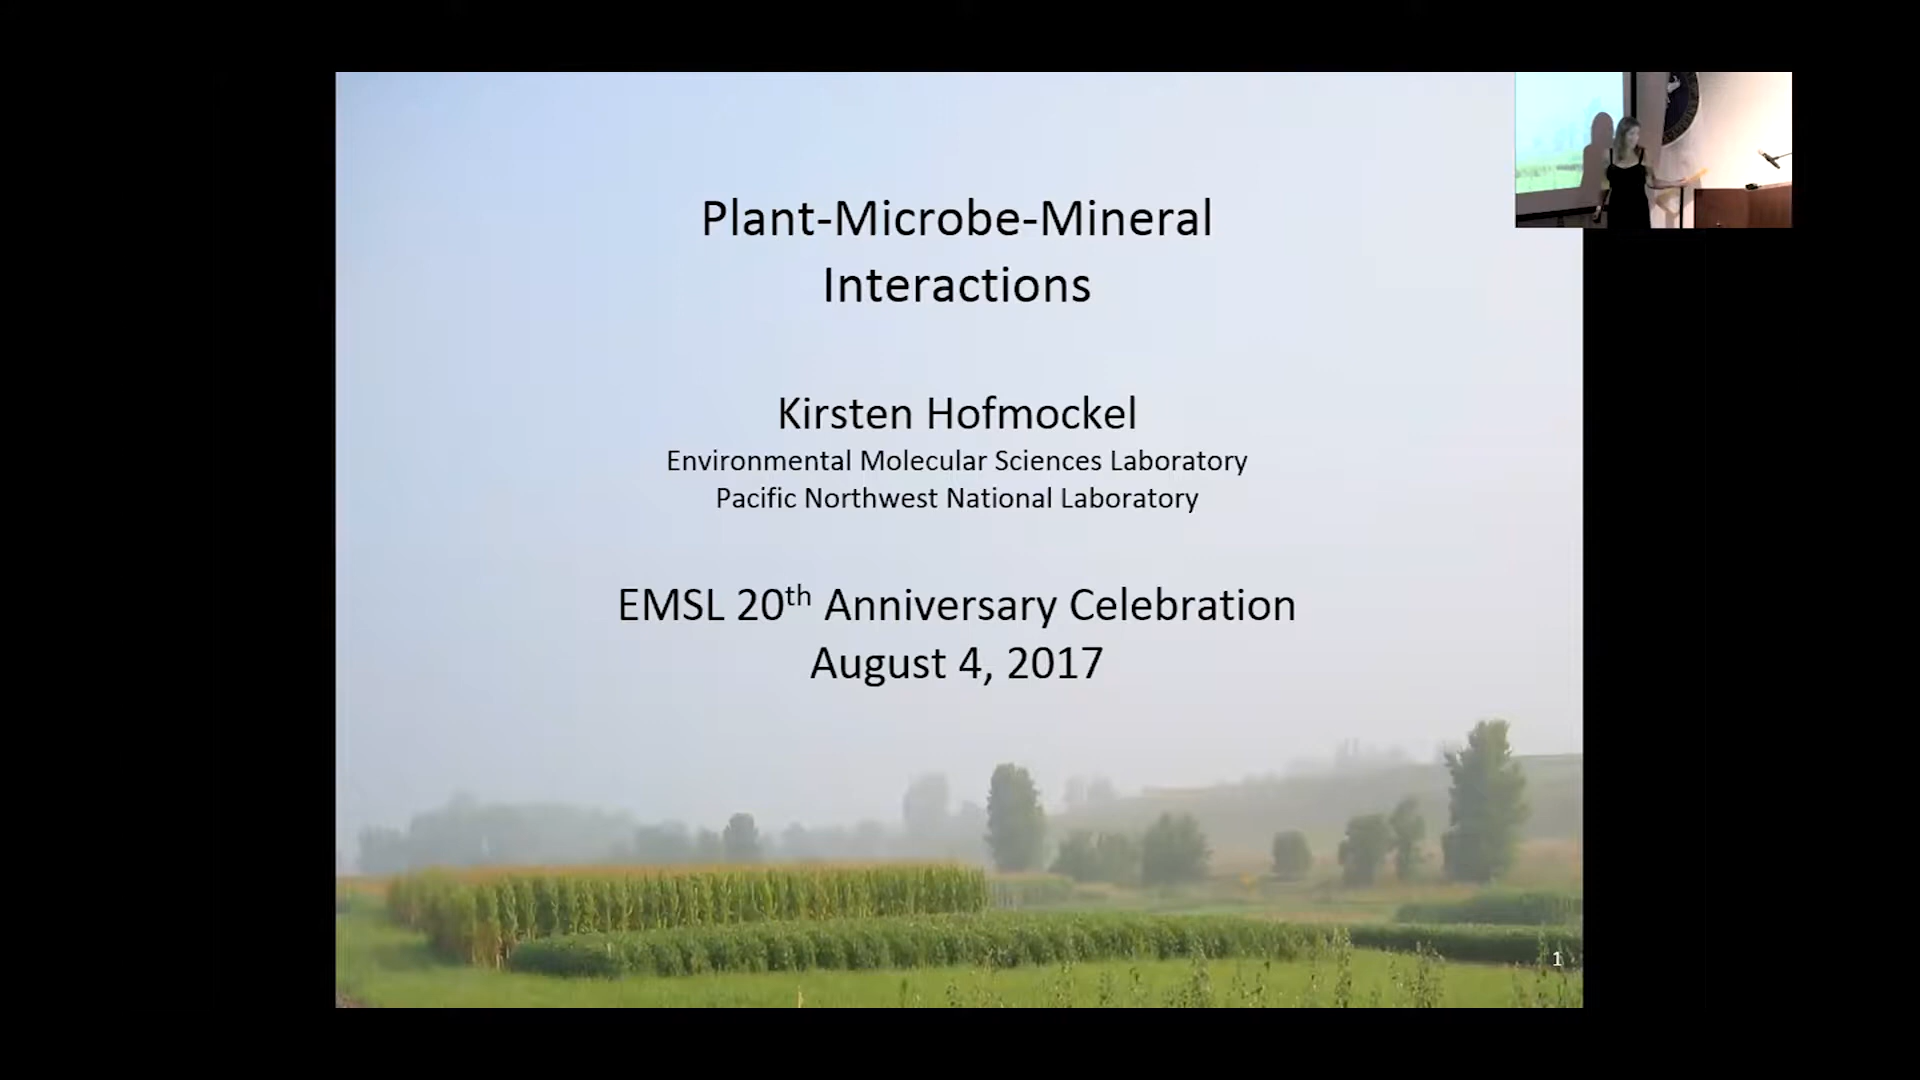 Plant-Microbe-Mineral
Interactions
Kirsten Hofmockel
Environmental Molecular Sciences Laboratory
Pacific Northwest National Laboratory
EMSL 20th Anniversary Celebration
August 4, 2017
1